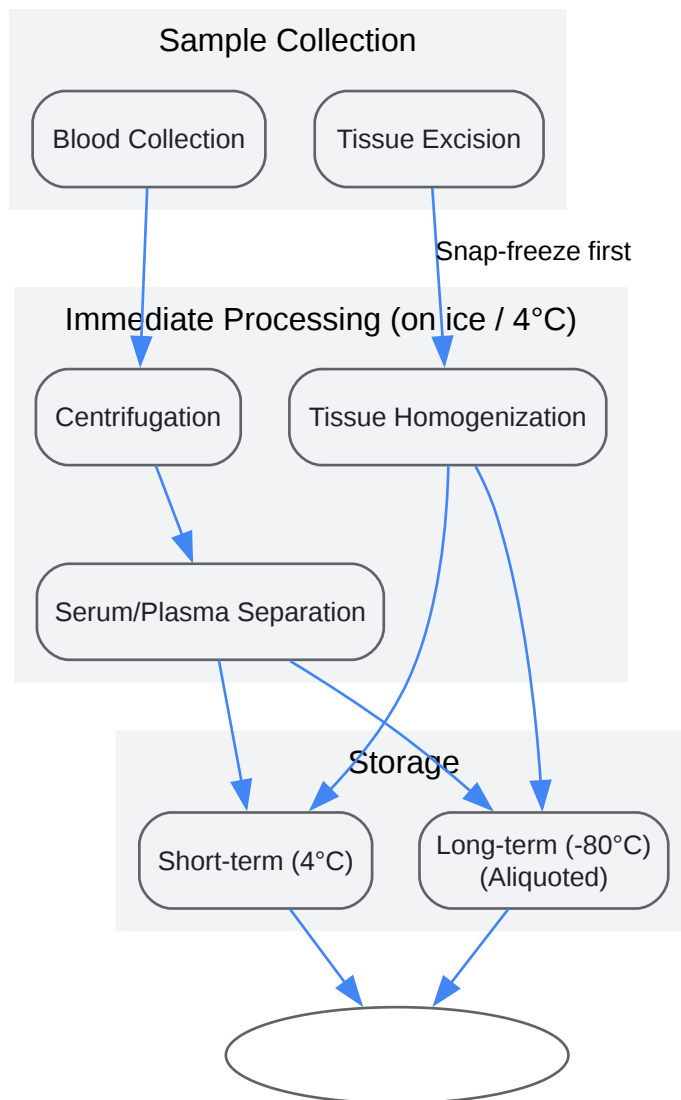 Sample Collection
Blood Collection
Tissue Excision
Snap-freeze first
Immediate Processing (on ice / 4°C)
Centrifugation
Tissue Homogenization
Serum/Plasma Separation
Storage
Short-term (4°C)
Long-term (-80°C)
(Aliquoted)